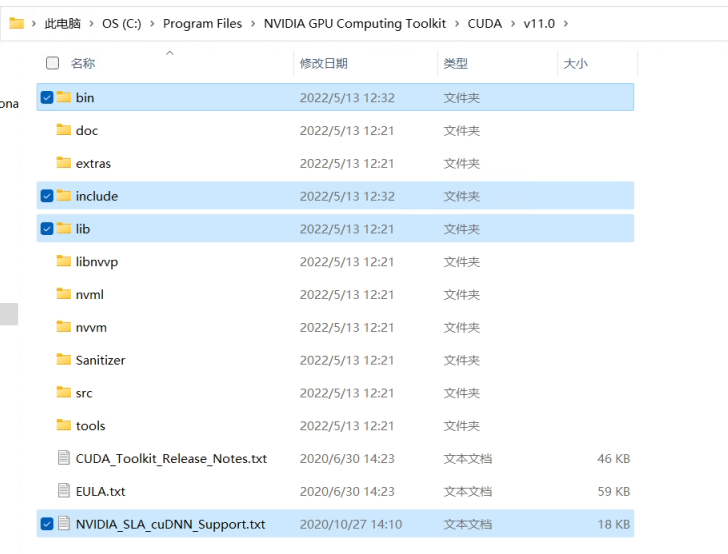 此电脑 › OS (C:) › Program Files › NVIDIA GPU Computing Toolkit › CUDA › v11.0 ›
名称 修改日期 类型 大小
ona
bin 2022/5/13 12:32 文件夹
doc 2022/5/13 12:21 文件夹
extras 2022/5/13 12:21 文件夹
include 2022/5/13 12:32 文件夹
lib 2022/5/13 12:21 文件夹
libnvvp 2022/5/13 12:21 文件夹
nvml 2022/5/13 12:21 文件夹
nvvm 2022/5/13 12:21 文件夹
Sanitizer 2022/5/13 12:21 文件夹
src 2022/5/13 12:21 文件夹
tools 2022/5/13 12:21 文件夹
CUDA_Toolkit_Release_Notes.txt 2020/6/30 14:23 文本文档 46 KB
EULA.txt 2020/6/30 14:23 文本文档 59 KB
NVIDIA_SLA_cuDNN_Support.txt 2020/10/27 14:10 文本文档 18 KB